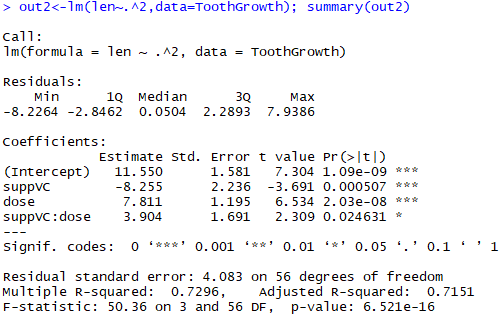 > out2<-lm(len~.^2,data=ToothGrowth); summary(out2)
Call:
lm(formula = len ~ .^2, data = ToothGrowth)
Residuals:
    Min      1Q  Median      3Q     Max
-8.2264 -2.8462  0.0504  2.2893  7.9386
Coefficients:
            Estimate Std. Error t value Pr(>|t|)
(Intercept)   11.550      1.581   7.304 1.09e-09 ***
suppVC        -8.255      2.236  -3.691 0.000507 ***
dose           7.811      1.195   6.534 2.03e-08 ***
suppVC:dose    3.904      1.691   2.309 0.024631 *
---
Signif. codes:  0 ‘***’ 0.001 ‘**’ 0.01 ‘*’ 0.05 ‘.’ 0.1 ‘ ’ 1
Residual standard error: 4.083 on 56 degrees of freedom
Multiple R-squared:  0.7296,    Adjusted R-squared:  0.7151
F-statistic: 50.36 on 3 and 56 DF,  p-value: 6.521e-16